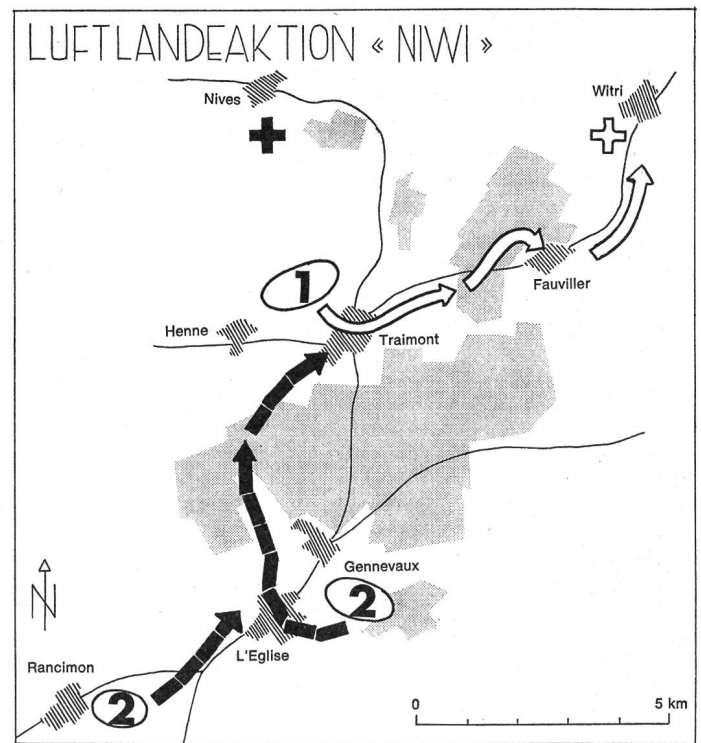 LUFTLANDEAKTION « NIWI »
Nives
Witri
1
Fauviller
Henne
Traimont
Gennevaux
2
N
L'Eglise
Rancimon
2
0
5 km